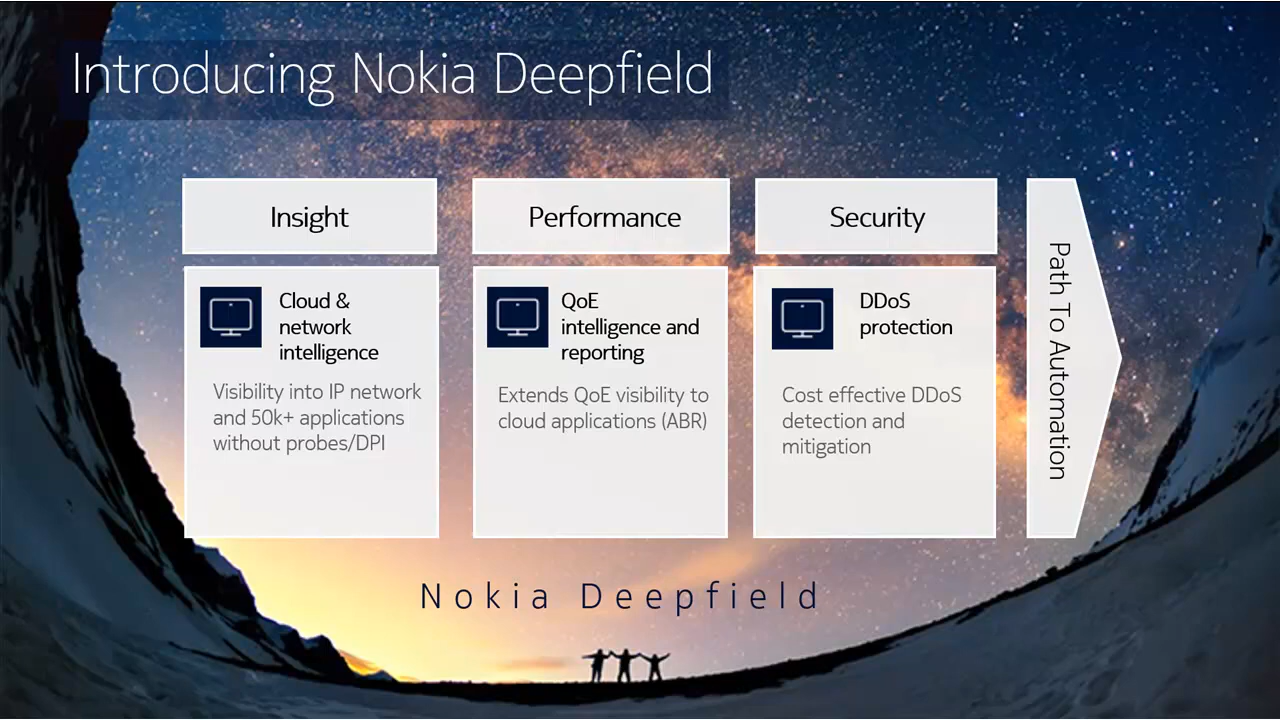 Introducing Nokia Deepfield
Insight
Cloud &
network
intelligence
Visibility into IP network
and 50k+ applications
without probes/DPI
Performance
QoE
intelligence and
reporting
Extends QoE visibility to
cloud applications (ABR)
Security
DDoS
protection
Cost effective DDoS
detection and
mitigation
Path To Automation
Nokia Deepfield